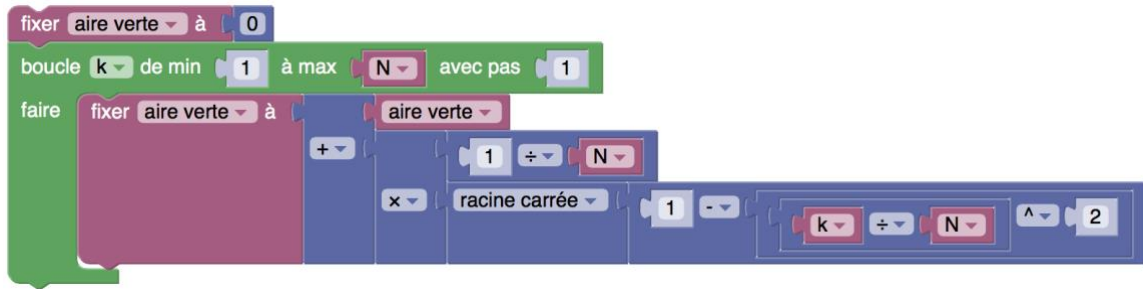 fixer aire verte à 0
boucle k de min 1 à max N avec pas 1
faire fixer aire verte à aire verte
+ 1 ÷ N
× racine carrée 1 - k ÷ N ^ 2